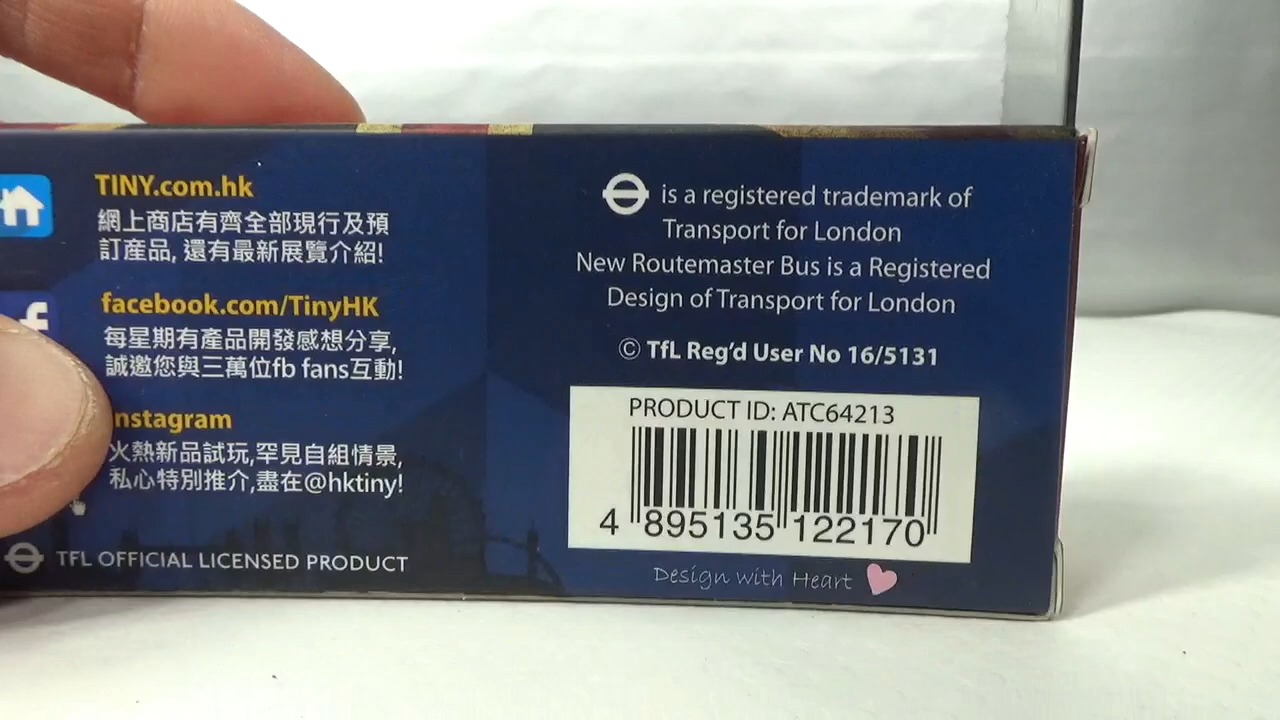 TINY.com.hk
網上商店有齊全部現行及預
訂產品, 還有最新展覽介紹!
facebook.com/TinyHK
每星期有產品開發感想分享,
誠邀您與三萬位fb fans互動!
nstagram
火熱新品試玩,罕見自組情景,
私心特別推介,盡在@hktiny!
TFL OFFICIAL LICENSED PRODUCT
is a registered trademark of
Transport for London
New Routemaster Bus is a Registered
Design of Transport for London
© TfL Reg'd User No 16/5131
PRODUCT ID: ATC64213
4 895135 122170
Design with Heart